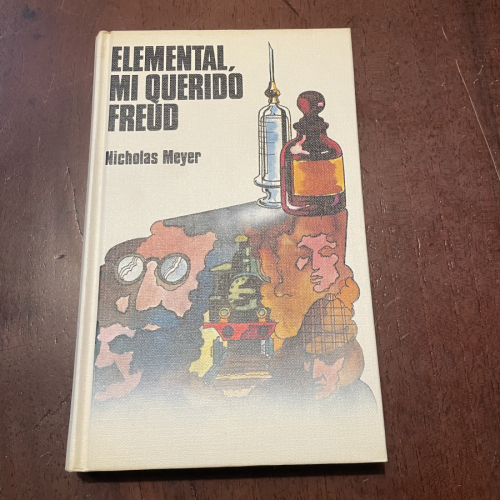 ELEMENTAL,
MI QUERIDO
FREUD
Nicholas Meyer